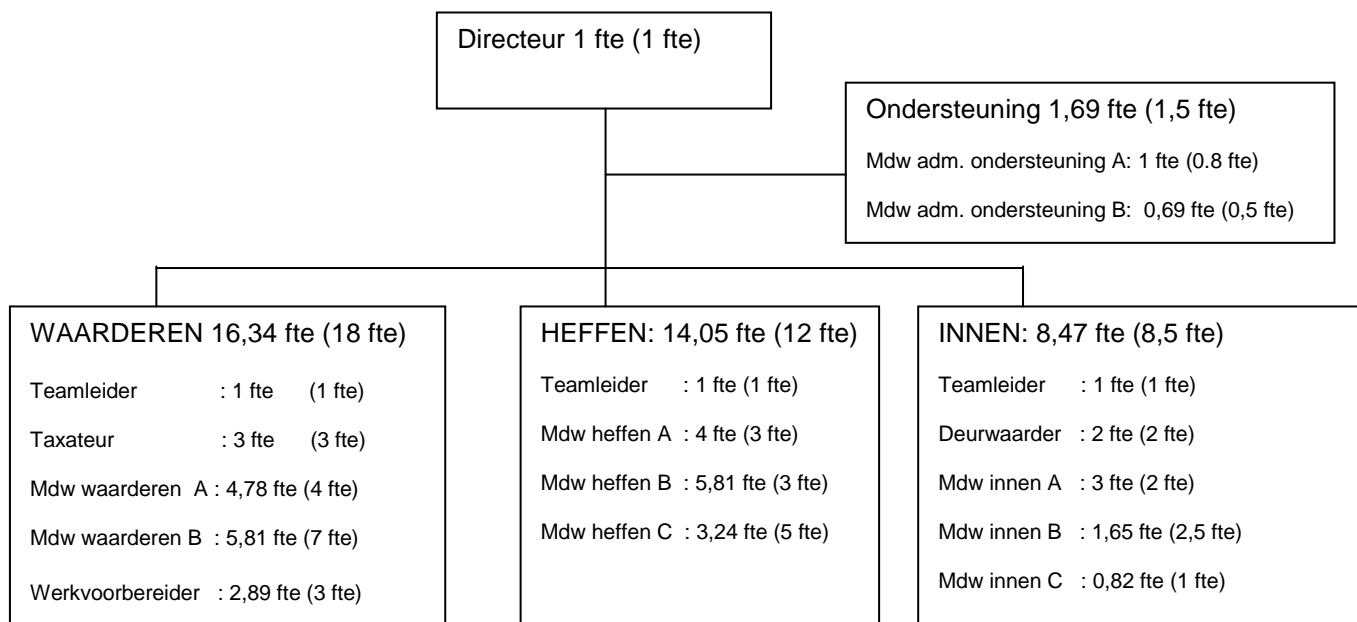 Directeur 1 fte (1 fte)
Ondersteuning 1,69 fte (1,5 fte)
Mdw adm. ondersteuning A: 1 fte (0.8 fte)
Mdw adm. ondersteuning B: 0,69 fte (0,5 fte)
WAARDEREN 16,34 fte (18 fte)
Teamleider : 1 fte (1 fte)
Taxateur : 3 fte (3 fte)
Mdw waarderen A : 4,78 fte (4 fte)
Mdw waarderen B : 5,81 fte (7 fte)
Werkvoorbereider : 2,89 fte (3 fte)
HEFFEN: 14,05 fte (12 fte)
Teamleider : 1 fte (1 fte)
Mdw heffen A : 4 fte (3 fte)
Mdw heffen B : 5,81 fte (3 fte)
Mdw heffen C : 3,24 fte (5 fte)
INNEN: 8,47 fte (8,5 fte)
Teamleider : 1 fte (1 fte)
Deurwaarder : 2 fte (2 fte)
Mdw innen A : 3 fte (2 fte)
Mdw innen B : 1,65 fte (2,5 fte)
Mdw innen C : 0,82 fte (1 fte)